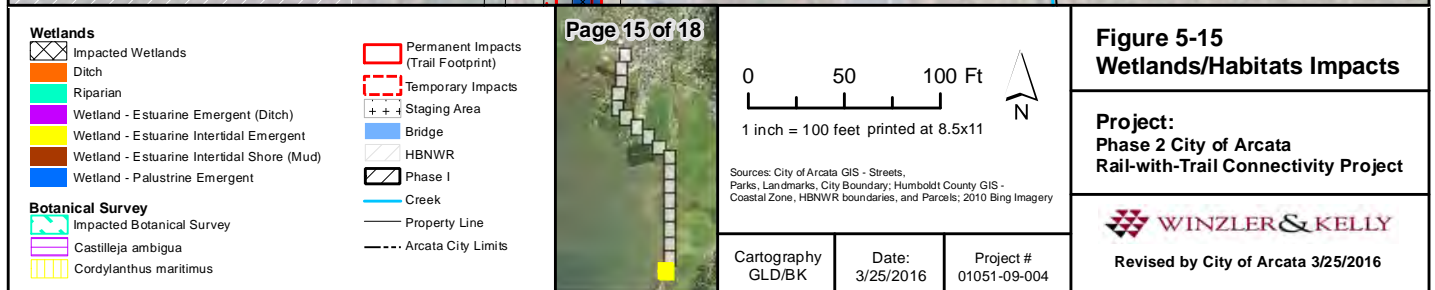 Wetlands
Impacted Wetlands
Ditch
Riparian
Wetland - Estuarine Emergent (Ditch)
Wetland - Estuarine Intertidal Emergent
Wetland - Estuarine Intertidal Shore (Mud)
Wetland - Palustrine Emergent
Botanical Survey
Impacted Botanical Survey
Castilleja ambigua
Cordylanthus maritimus
Permanent Impacts
(Trail Footprint)
Temporary Impacts
Staging Area
Bridge
HBNWR
Phase I
Creek
Property Line
Arcata City Limits
Page 15 of 18
0 50 100 Ft
N
1 inch = 100 feet printed at 8.5x11
Sources: City of Arcata GIS - Streets,
Parks, Landmarks, City Boundary; Humboldt County GIS -
Coastal Zone, HBNWR boundaries, and Parcels; 2010 Bing Imagery
Cartography
GLD/BK
Date:
3/25/2016
Project #
01051-09-004
Figure 5-15
Wetlands/Habitats Impacts
Project:
Phase 2 City of Arcata
Rail-with-Trail Connectivity Project
WINZLER & KELLY
Revised by City of Arcata 3/25/2016